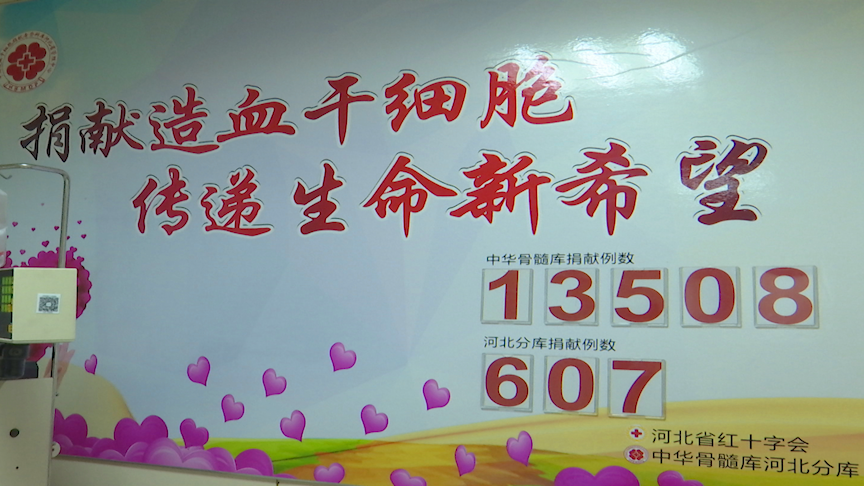 捐献造血干细胞
传递生命新希望
中华骨髓库捐献例数
13508
河北分库捐献例数
607
河北省红十字会
中华骨髓库河北分库